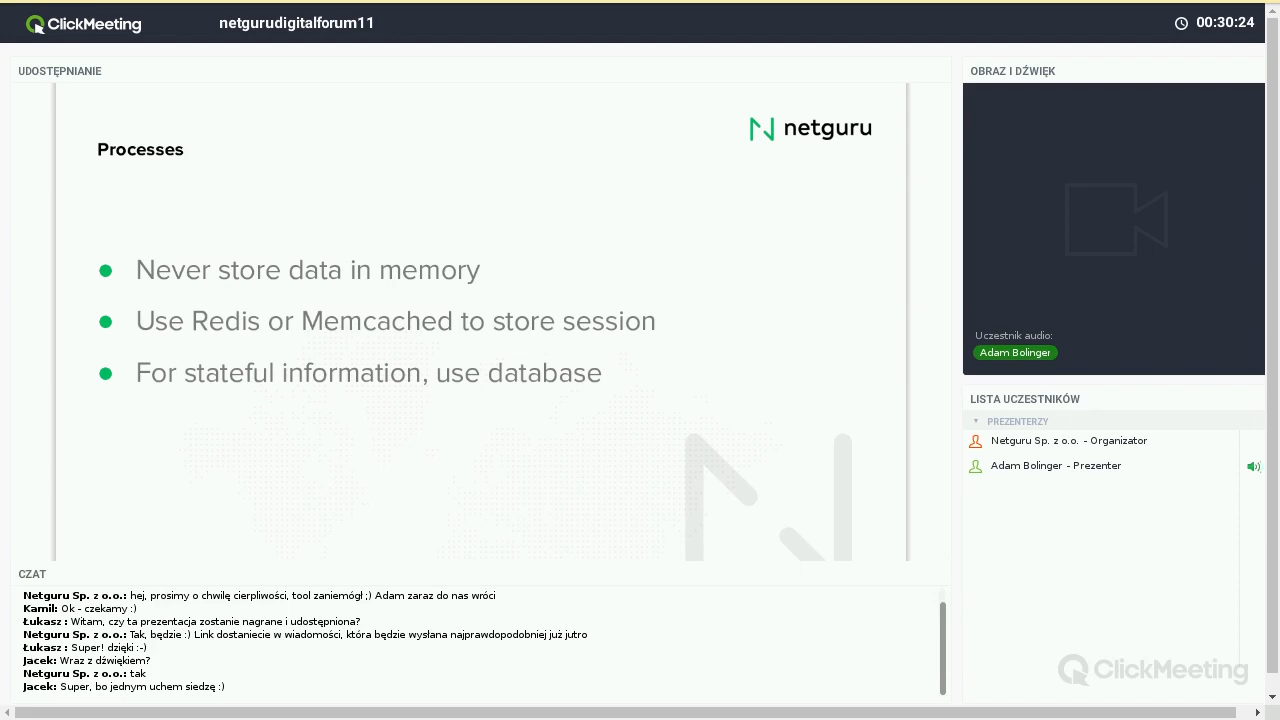 ClickMeeting
netgurudigitalforum11
00:30:24
UDOSTĘPNIANIE
netguru
Processes
Never store data in memory
Use Redis or Memcached to store session
For stateful information, use database
CZAT
Netguru Sp. z o.o.: hej, prosimy o chwilę cierpliwości, tool zaniemógł ;) Adam zaraz do nas wróci
Kamil: Ok - czekamy :)
Łukasz : Witam, czy ta prezentacja zostanie nagrane i udostępniona?
Netguru Sp. z o.o.: Tak, będzie :) Link dostaniecie w wiadomości, która będzie wysłana najprawdopodobniej już jutro
Łukasz : Super! dzięki :-)
Jacek: Wraz z dźwiękiem?
Netguru Sp. z o.o.: tak
Jacek: Super, bo jednym uchem siedzę :)
OBRAZ I DŹWIĘK
Uczestnik audio:
Adam Bolinger
LISTA UCZESTNIKÓW
PREZENTERZY
Netguru Sp. z o.o. - Organizator
Adam Bolinger - Prezenter
ClickMeeting